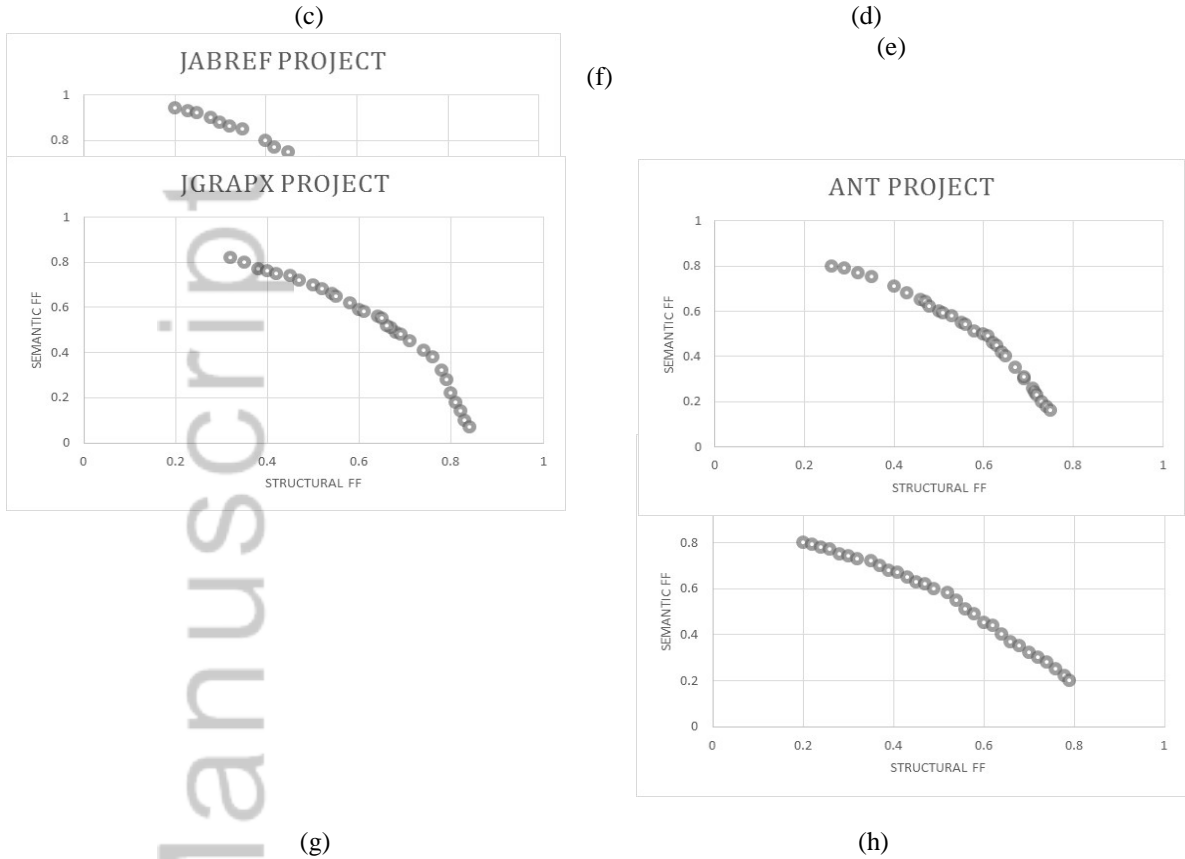 (c) (d)
(e)
(f)
JABREF PROJECT
1
0.8
JGRAPX PROJECT
1
0.8
0.6
0.4
0.2
0
SEMANTIC FF
0 0.2 0.4 0.6 0.8 1
STRUCTURAL FF
ANT PROJECT
1
0.8
0.6
0.4
0.2
0
SEMANTIC FF
0 0.2 0.4 0.6 0.8 1
STRUCTURAL FF
0.8
0.6
0.4
0.2
0
SEMANTIC FF
0 0.2 0.4 0.6 0.8 1
STRUCTURAL FF
(g) (h)
anuscript